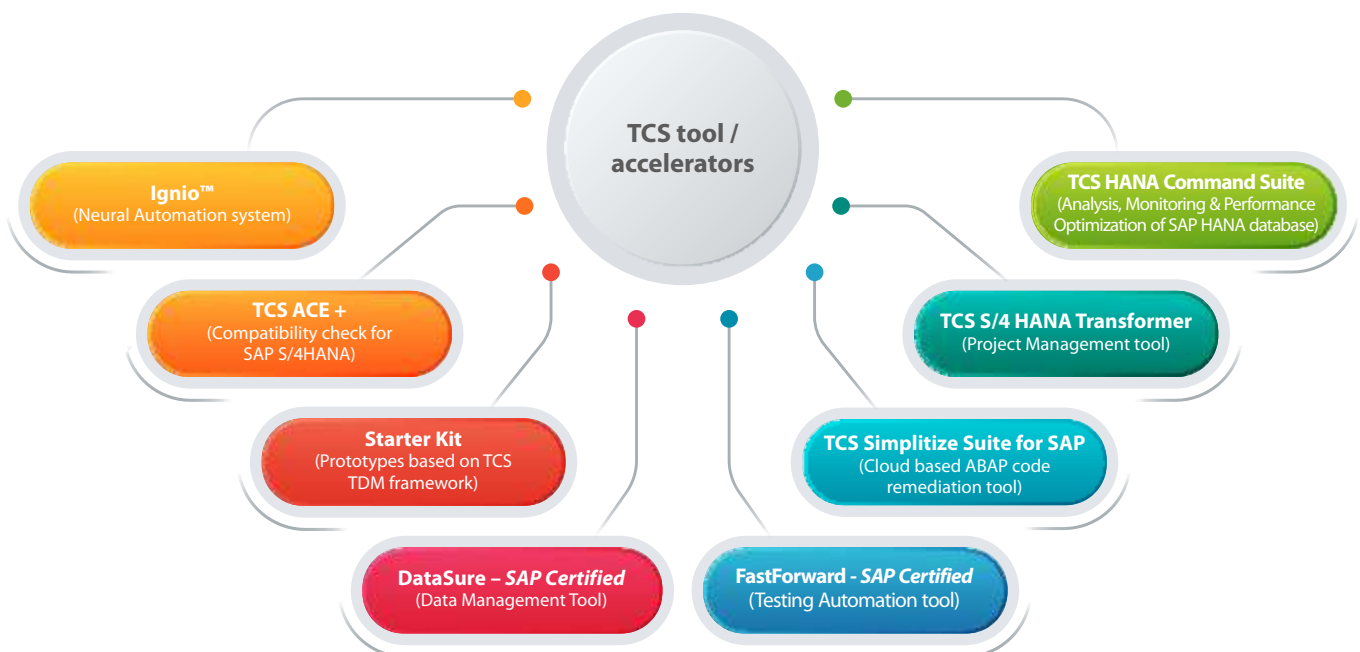 TCS tool /
accelerators
Ignio™
(Neural Automation system)
TCS ACE +
(Compatibility check for
SAP S/4HANA)
Starter Kit
(Prototypes based on TCS
TDM framework)
DataSure – SAP Certified
(Data Management Tool)
FastForward - SAP Certified
(Testing Automation tool)
TCS Simplitize Suite for SAP
(Cloud based ABAP code
remediation tool)
TCS S/4 HANA Transformer
(Project Management tool)
TCS HANA Command Suite
(Analysis, Monitoring & Performance
Optimization of SAP HANA database)